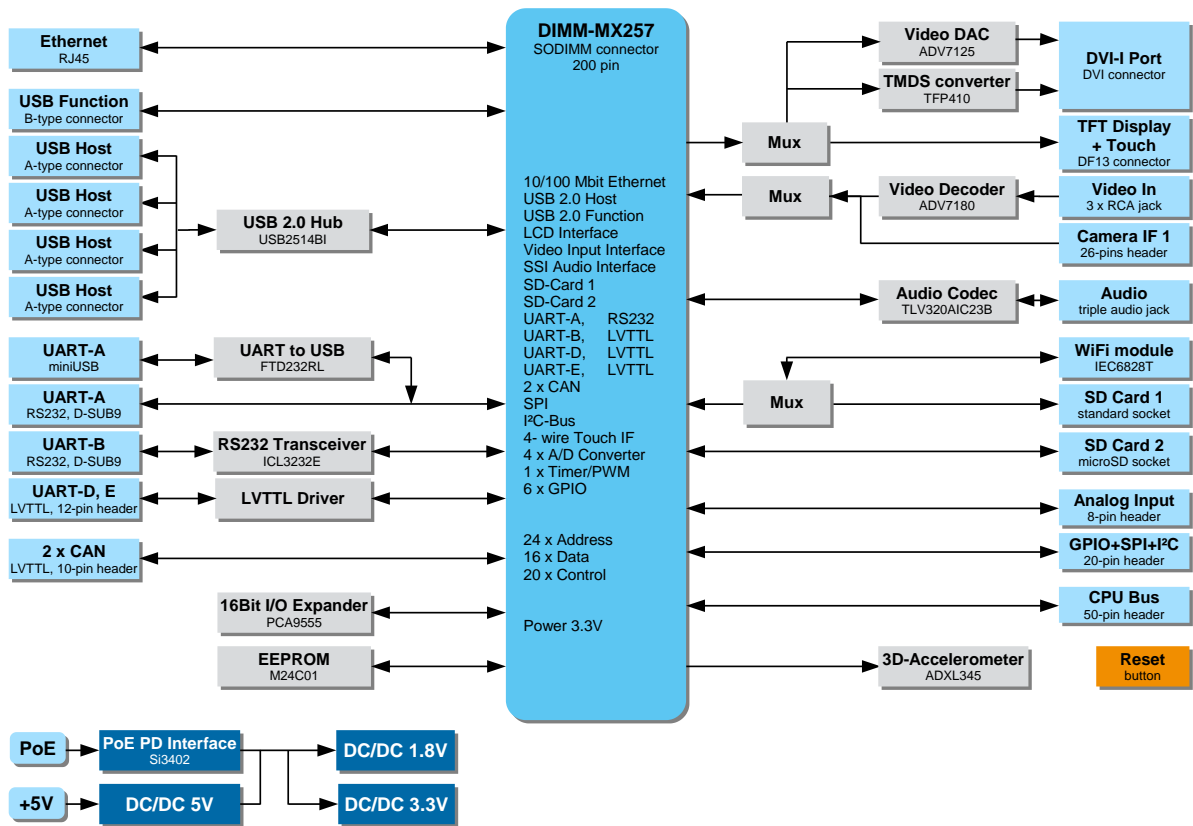 Ethernet
RJ45
USB Function
B-type connector
USB Host
A-type connector
USB Host
A-type connector
USB Host
A-type connector
USB Host
A-type connector
USB 2.0 Hub
USB2514BI
UART-A
miniUSB
UART to USB
FTD232RL
UART-A
RS232, D-SUB9
UART-B
RS232, D-SUB9
RS232 Transceiver
ICL3232E
UART-D, E
LVTTL, 12-pin header
LVTTL Driver
2 x CAN
LVTTL, 10-pin header
16Bit I/O Expander
PCA9555
EEPROM
M24C01
DIMM-MX257
SODIMM connector
200 pin
10/100 Mbit Ethernet
USB 2.0 Host
USB 2.0 Function
LCD Interface
Video Input Interface
SSI Audio Interface
SD-Card 1
SD-Card 2
UART-A, RS232
UART-B, LVTTL
UART-D, LVTTL
UART-E, LVTTL
2 x CAN
SPI
I²C-Bus
4- wire Touch IF
4 x A/D Converter
1 x Timer/PWM
6 x GPIO
24 x Address
16 x Data
20 x Control
Power 3.3V
Video DAC
ADV7125
TMDS converter
TFP410
DVI-I Port
DVI connector
Mux
TFT Display
+ Touch
DF13 connector
Mux
Video Decoder
ADV7180
Video In
3 x RCA jack
Camera IF 1
26-pins header
Audio Codec
TLV320AIC23B
Audio
triple audio jack
WiFi module
IEC6828T
Mux
SD Card 1
standard socket
SD Card 2
microSD socket
Analog Input
8-pin header
GPIO+SPI+I²C
20-pin header
CPU Bus
50-pin header
3D-Accelerometer
ADXL345
Reset
button
PoE
PoE PD Interface
Si3402
DC/DC 1.8V
+5V
DC/DC 5V
DC/DC 3.3V